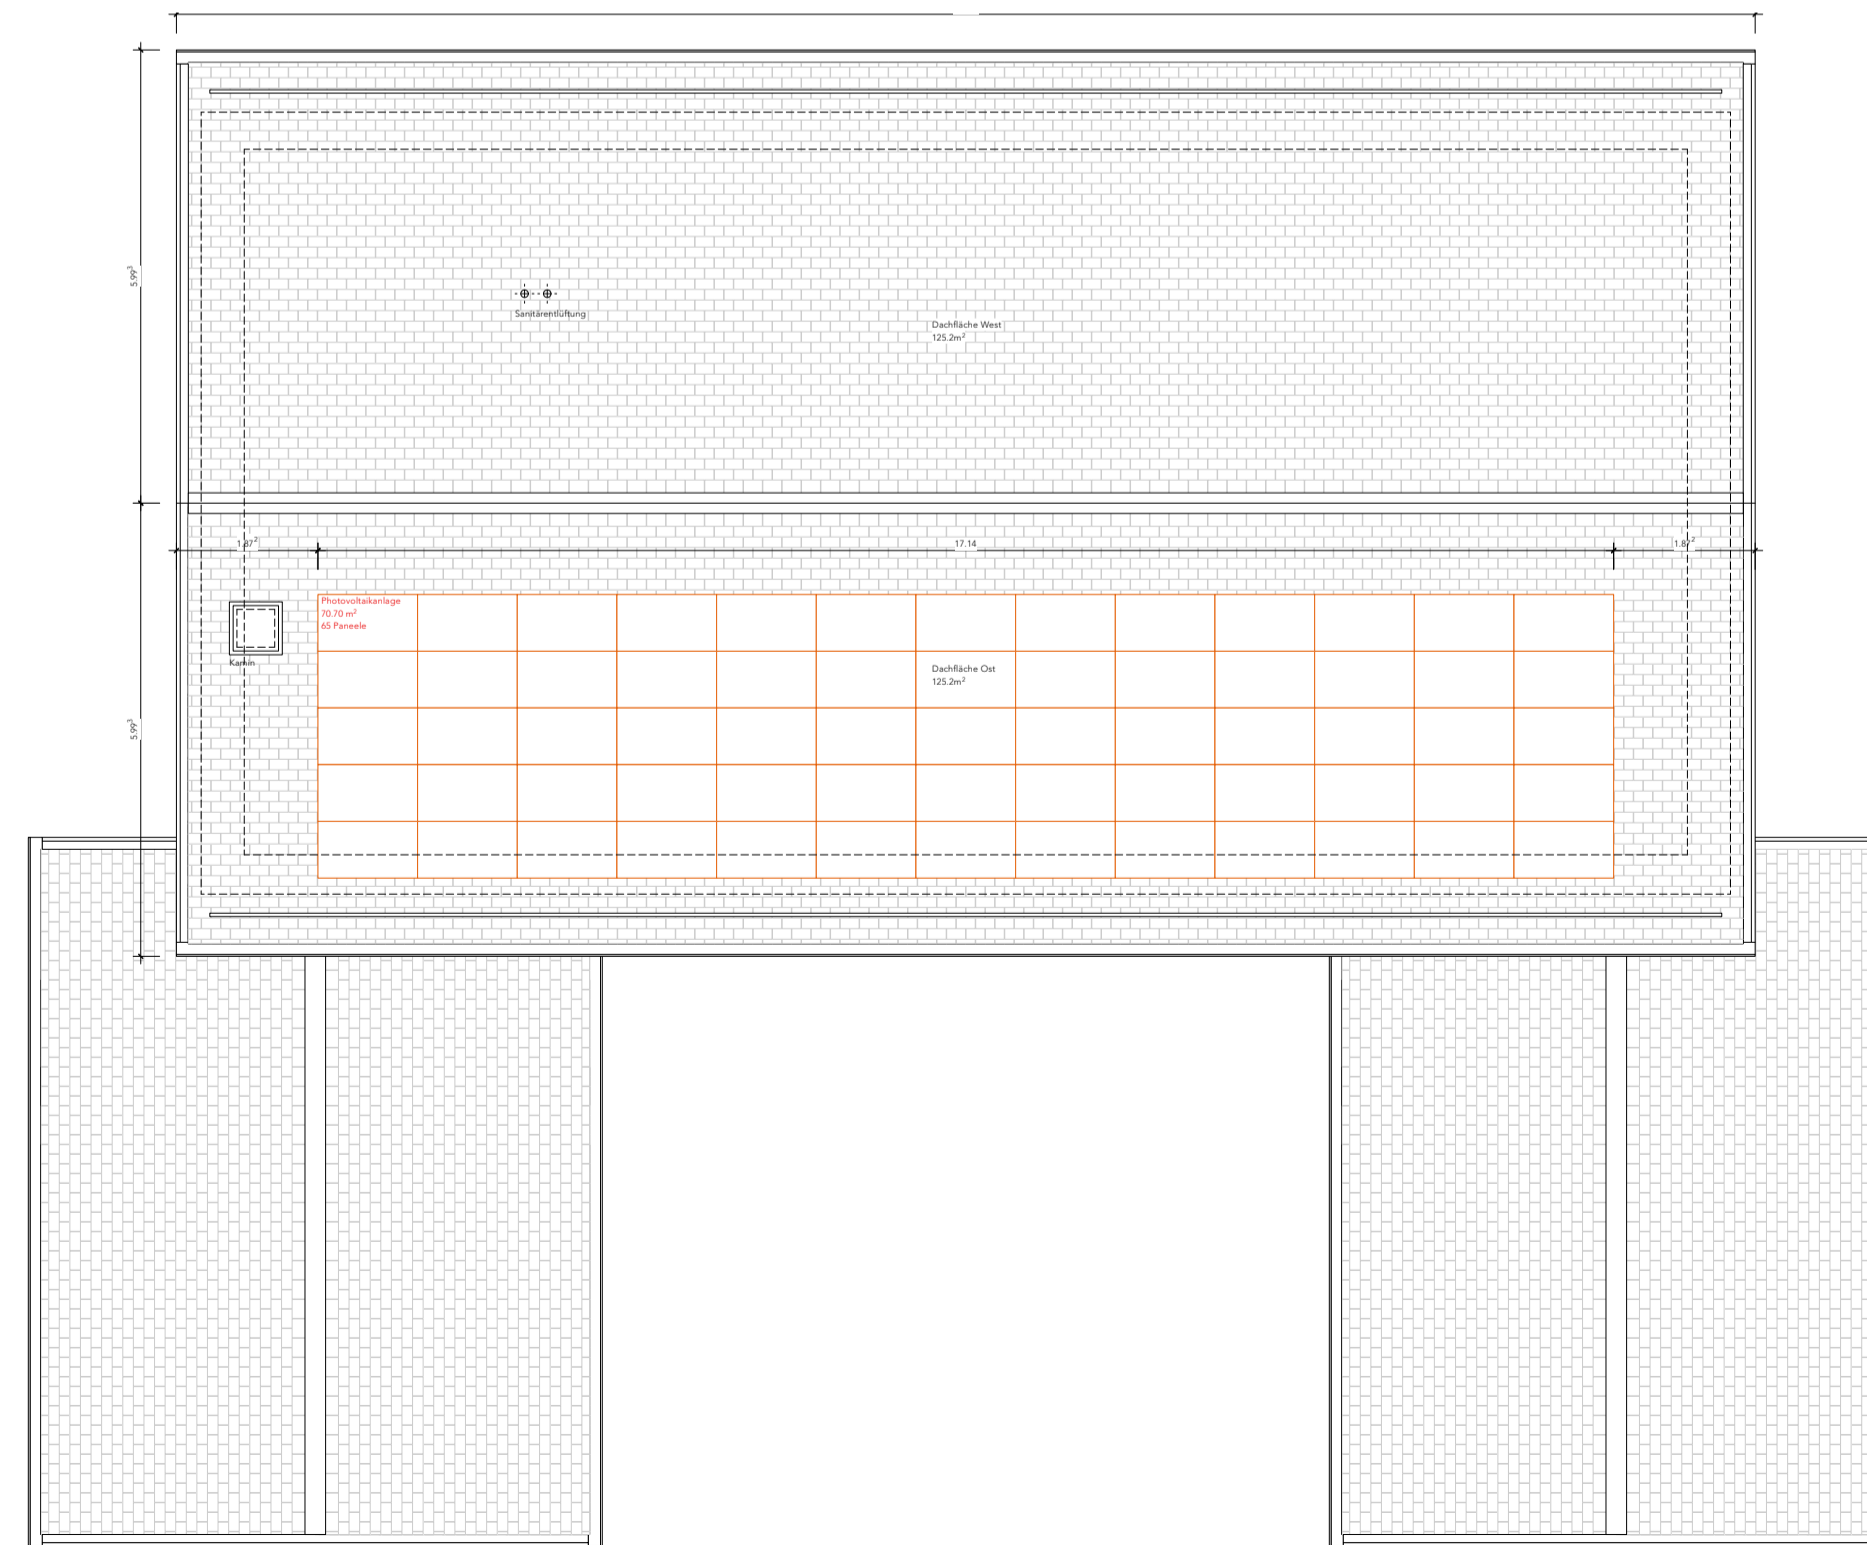 5.99³
Sanitärentlüftung
Dachfläche West
125.2m²
1.87²
17.14
1.87²
Photovoltaikanlage
70.70 m²
65 Paneele
Kamin
Dachfläche Ost
125.2m²
5.99³